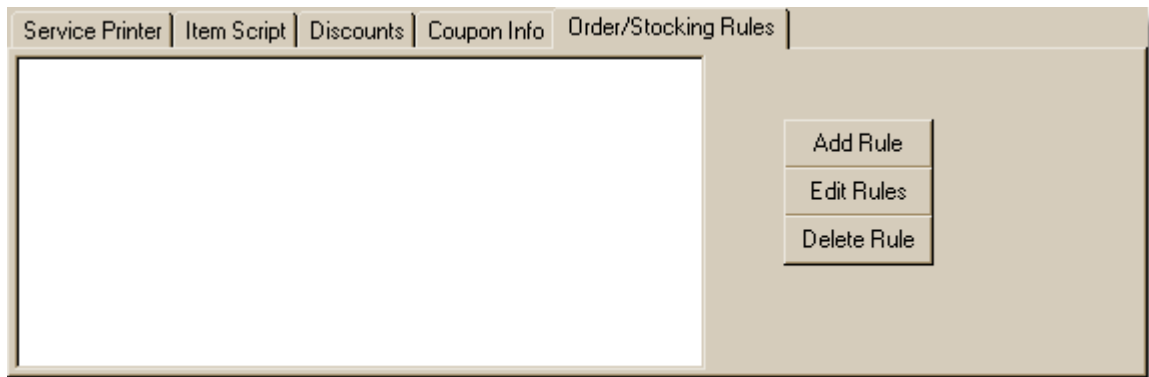 Service Printer Item Script Discounts Coupon Info Order/Stocking Rules
Add Rule
Edit Rules
Delete Rule